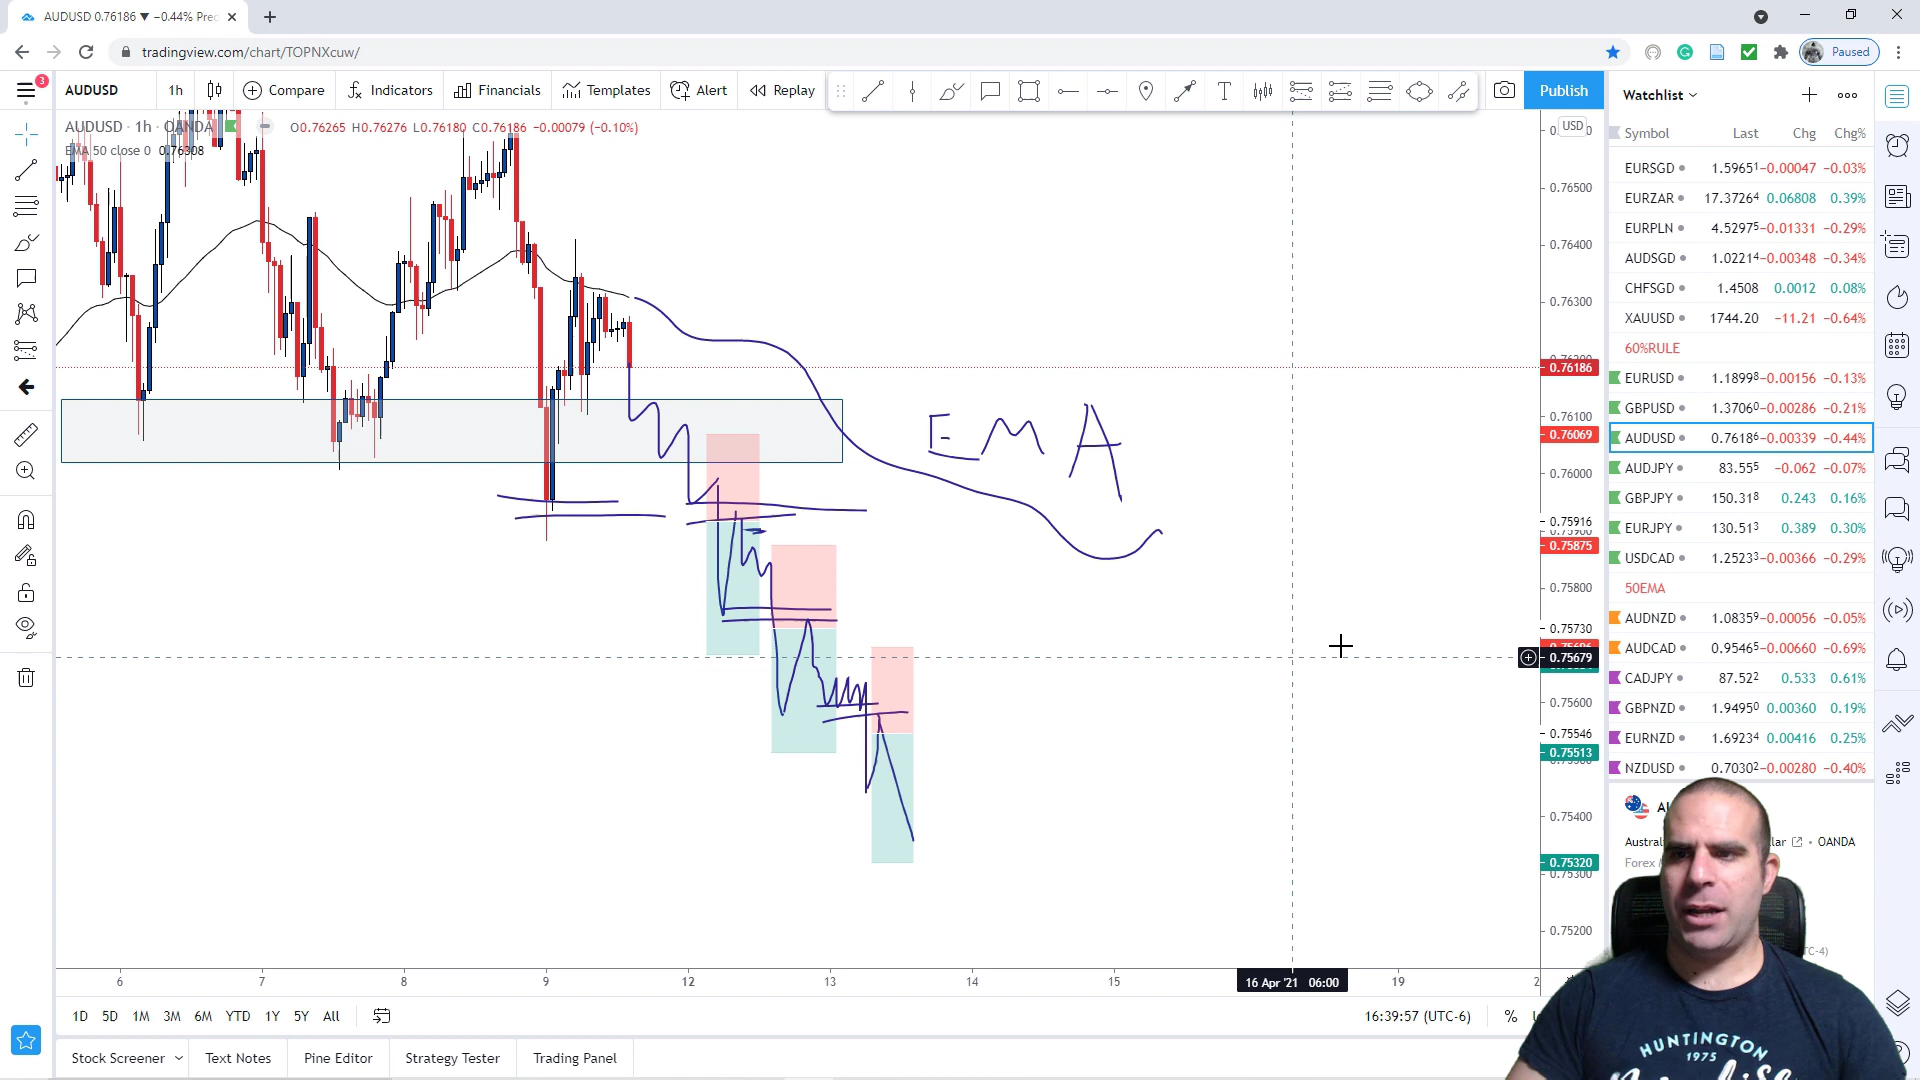 AUDUSD 0.76186 ▼ −0.44% Prec
tradingview.com/chart/TOPNXcuw/
Paused
3
AUDUSD
1h
Compare
Indicators
Financials
Templates
Alert
Replay
Publish
AUDUSD · 1h · OANDA
O0.76265 H0.76276 L0.76180 C0.76186 −0.00079 (−0.10%)
EMA 50 close 0 0.76308
EMA
USD
0.76500
0.76400
0.76300
0.76186
0.76100
0.76069
0.76000
0.75916
0.75875
0.75800
0.75730
0.75679
0.75600
0.75546
0.75513
0.75400
0.75320
0.75300
0.75200
6 7 8 9 12 13 14 15 16 Apr '21 06:00 19 2
1D 5D 1M 3M 6M YTD 1Y 5Y All
16:39:57 (UTC-6)
%
Stock Screener
Text Notes
Pine Editor
Strategy Tester
Trading Panel
Watchlist
Symbol Last Chg Chg%
EURSGD 1.59651 −0.00047 −0.03%
EURZAR 17.37264 0.06808 0.39%
EURPLN 4.52975 −0.01331 −0.29%
AUDSGD 1.02214 −0.00348 −0.34%
CHFSGD 1.4508 0.0012 0.08%
XAUUSD 1744.20 −11.21 −0.64%
60%RULE
EURUSD 1.18998 −0.00156 −0.13%
GBPUSD 1.37060 −0.00286 −0.21%
AUDUSD 0.76186 −0.00339 −0.44%
AUDJPY 83.555 −0.062 −0.07%
GBPJPY 150.318 0.243 0.16%
EURJPY 130.513 0.389 0.30%
USDCAD 1.25233 −0.00366 −0.29%
50EMA
AUDNZD 1.08359 −0.00056 −0.05%
AUDCAD 0.95465 −0.00660 −0.69%
CADJPY 87.522 0.533 0.61%
GBPNZD 1.94950 0.00360 0.19%
EURNZD 1.69234 0.00416 0.25%
NZDUSD 0.70302 −0.00280 −0.40%
Australi
lar
• OANDA
Forex
TC-4)
HUNTINGTON
1975